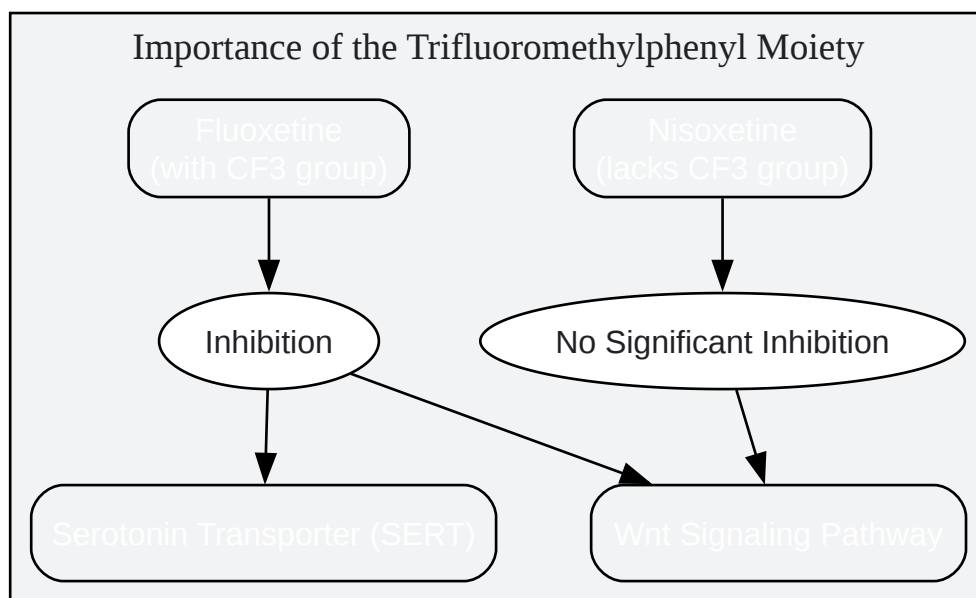 Importance of the Trifluoromethylphenyl Moiety
Fluoxetine
(with CF3 group)
Nisoxetine
(lacks CF3 group)
Inhibition
No Significant Inhibition
Serotonin Transporter (SERT)
Wnt Signaling Pathway